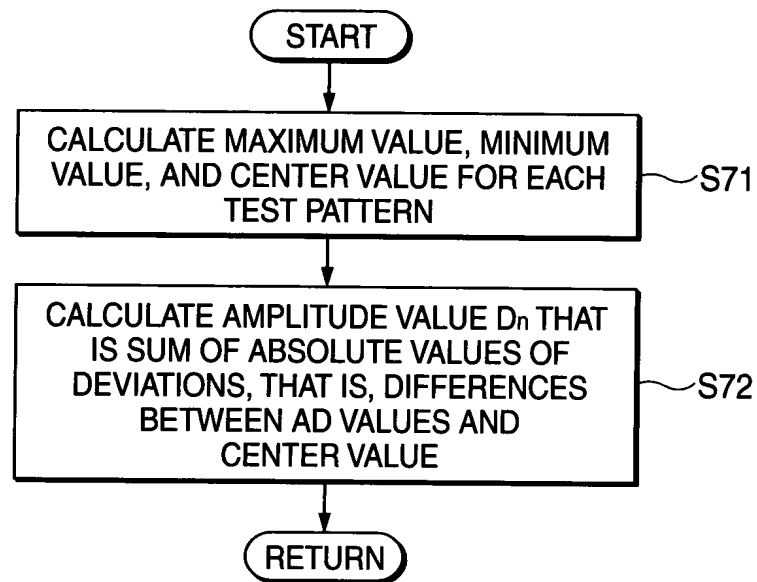 START
CALCULATE MAXIMUM VALUE, MINIMUM
VALUE, AND CENTER VALUE FOR EACH
TEST PATTERN
S71
CALCULATE AMPLITUDE VALUE Dn THAT
IS SUM OF ABSOLUTE VALUES OF
DEVIATIONS, THAT IS, DIFFERENCES
BETWEEN AD VALUES AND
CENTER VALUE
S72
RETURN